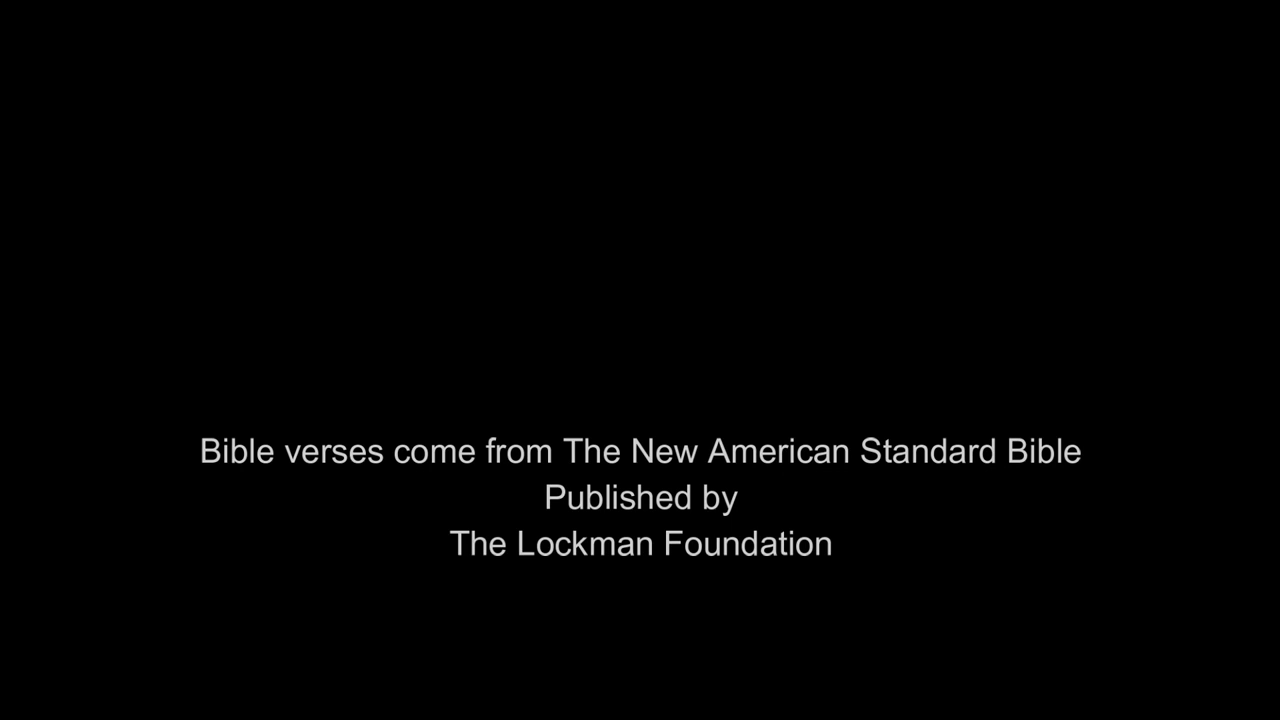 Bible verses come from The New American Standard Bible
Published by
The Lockman Foundation